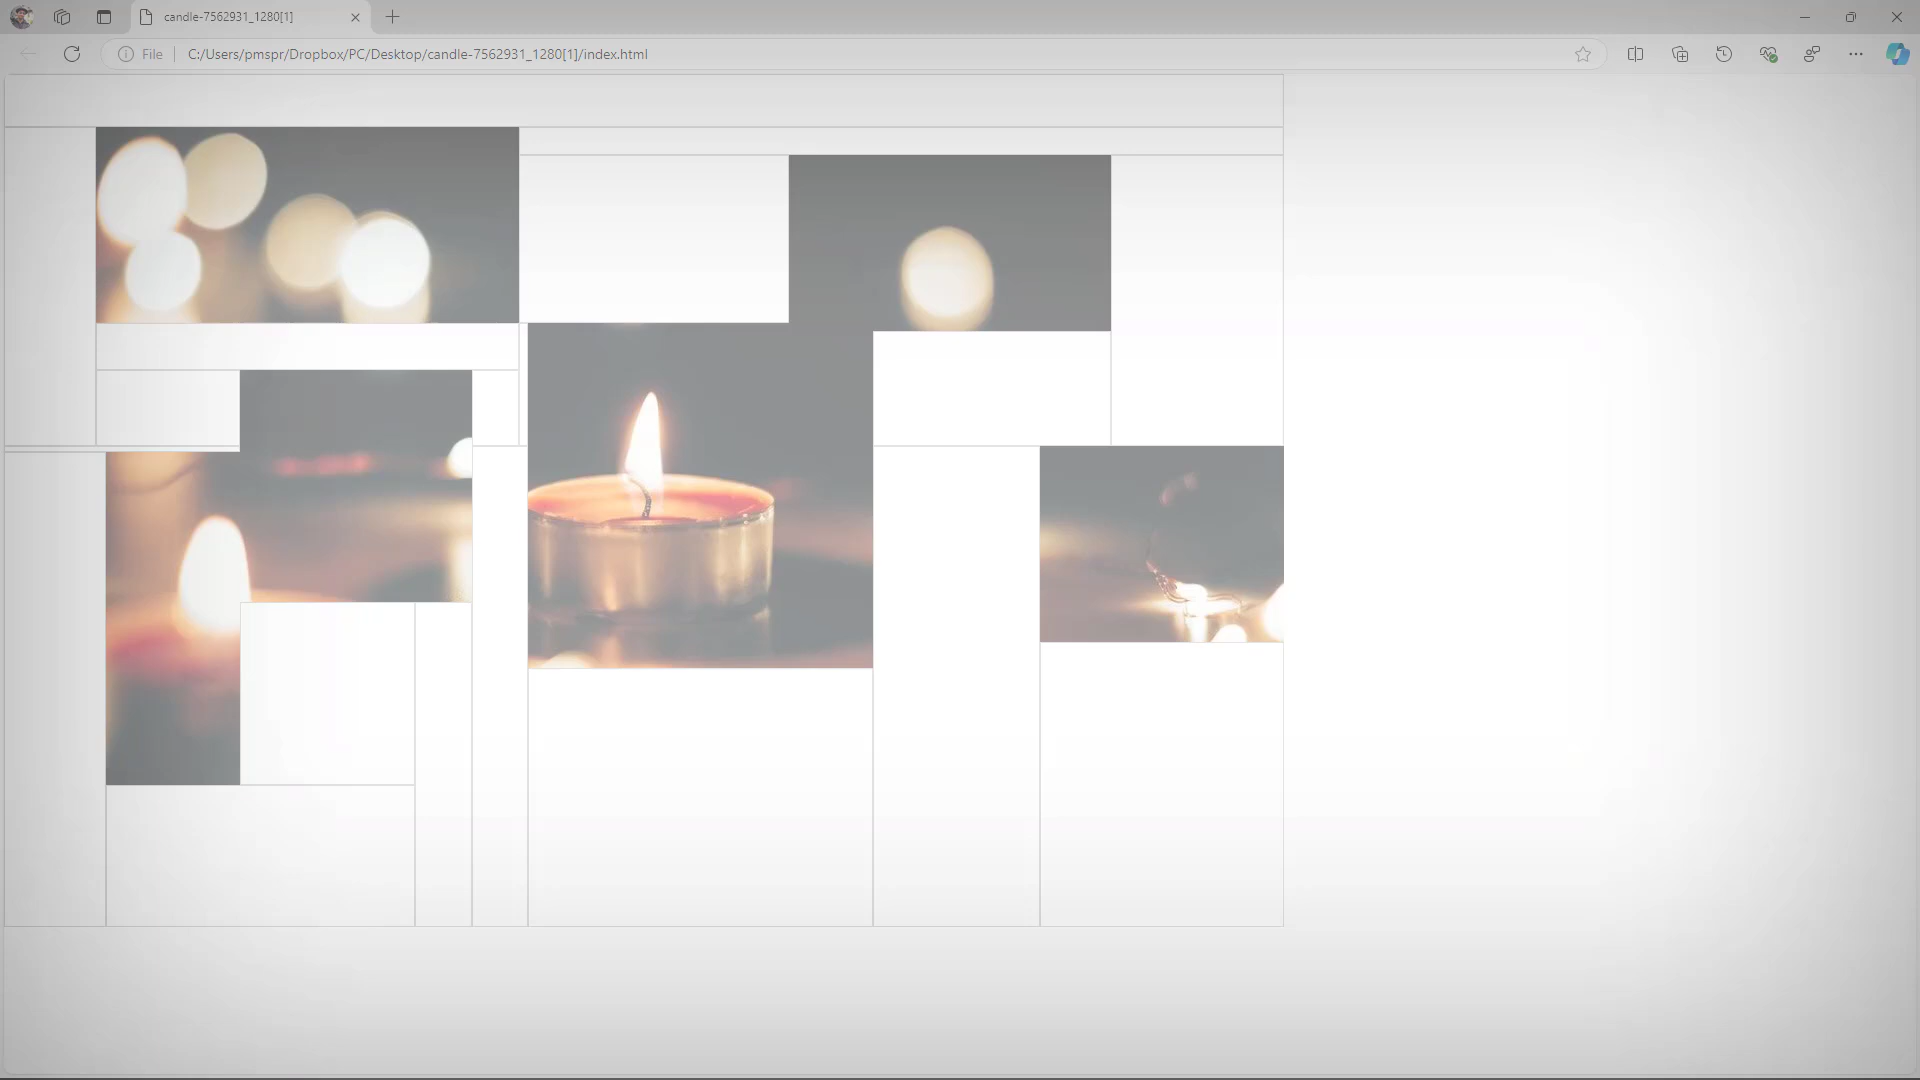 candle-7562931_1280[1]
File
C:/Users/pmspr/Dropbox/PC/Desktop/candle-7562931_1280[1]/index.html